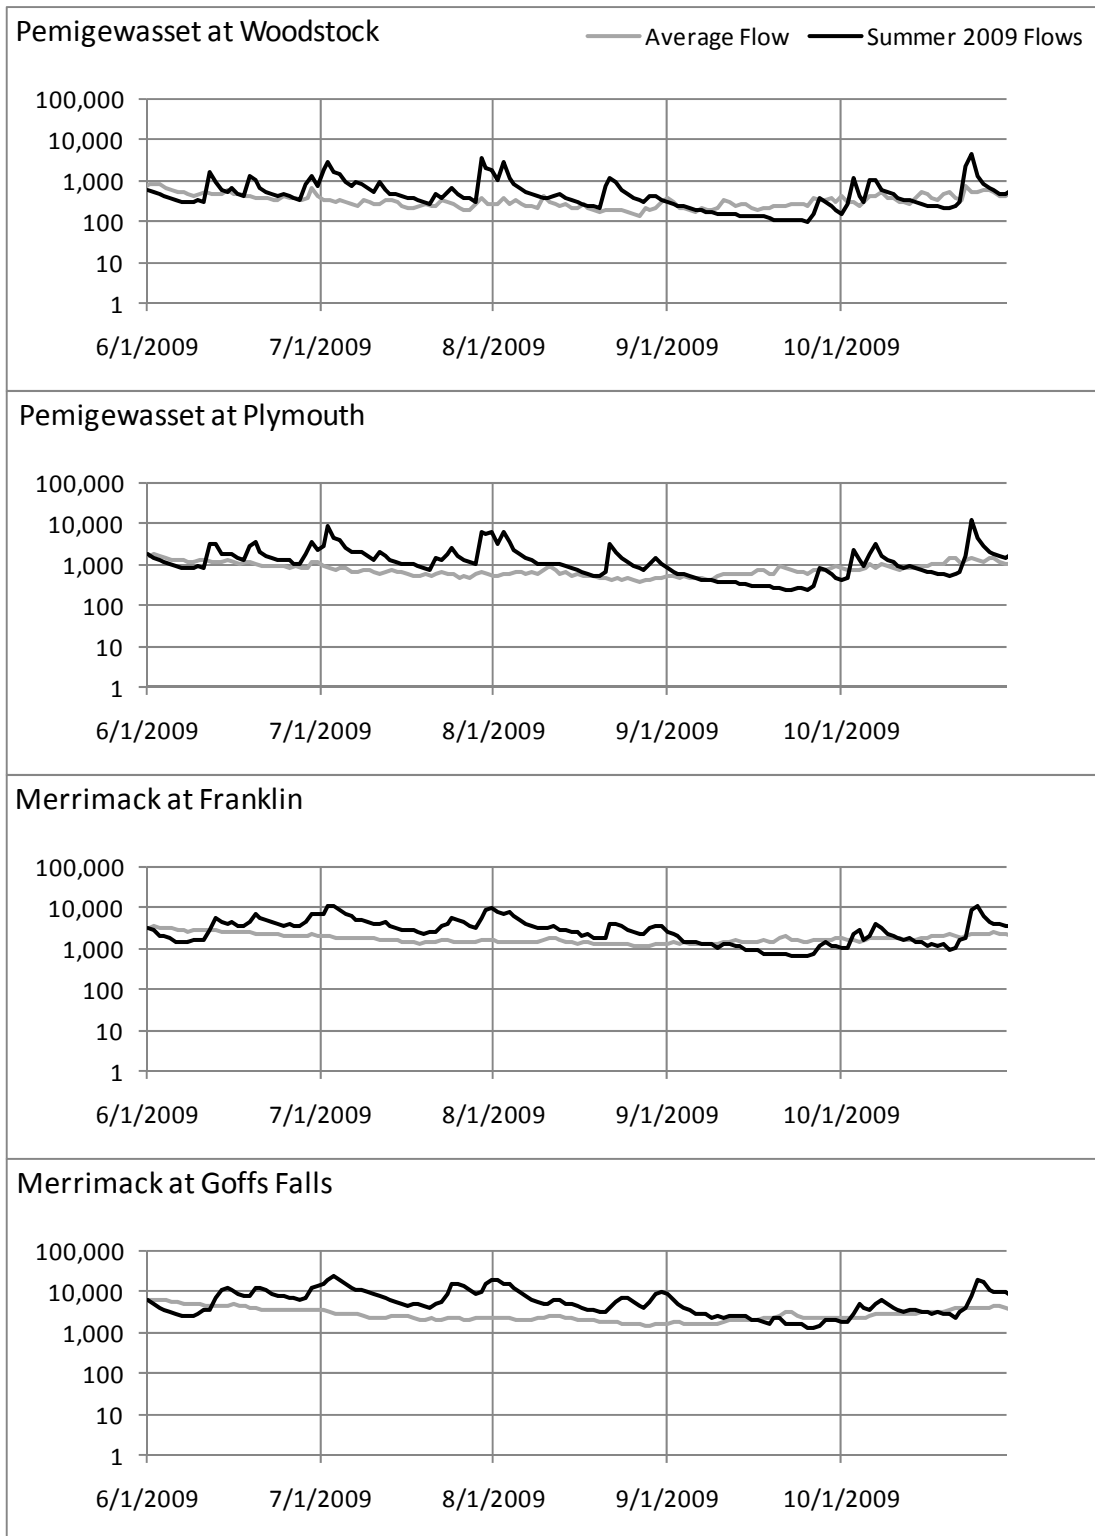 Pemigewasset at Woodstock
Average Flow Summer 2009 Flows
100,000
10,000
1,000
100
10
1
6/1/2009 7/1/2009 8/1/2009 9/1/2009 10/1/2009
Pemigewasset at Plymouth
100,000
10,000
1,000
100
10
1
6/1/2009 7/1/2009 8/1/2009 9/1/2009 10/1/2009
Merrimack at Franklin
100,000
10,000
1,000
100
10
1
6/1/2009 7/1/2009 8/1/2009 9/1/2009 10/1/2009
Merrimack at Goffs Falls
100,000
10,000
1,000
100
10
1
6/1/2009 7/1/2009 8/1/2009 9/1/2009 10/1/2009